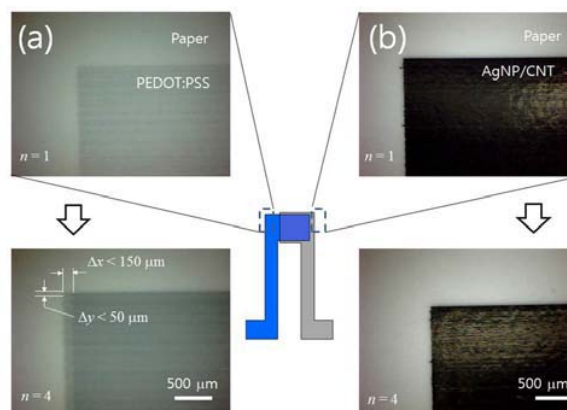 (a)
Paper
PEDOT:PSS
n = 1
(b)
Paper
AgNP/CNT
n = 1
Δx < 150 μm
Δy < 50 μm
500 μm
n = 4
500 μm
n = 4